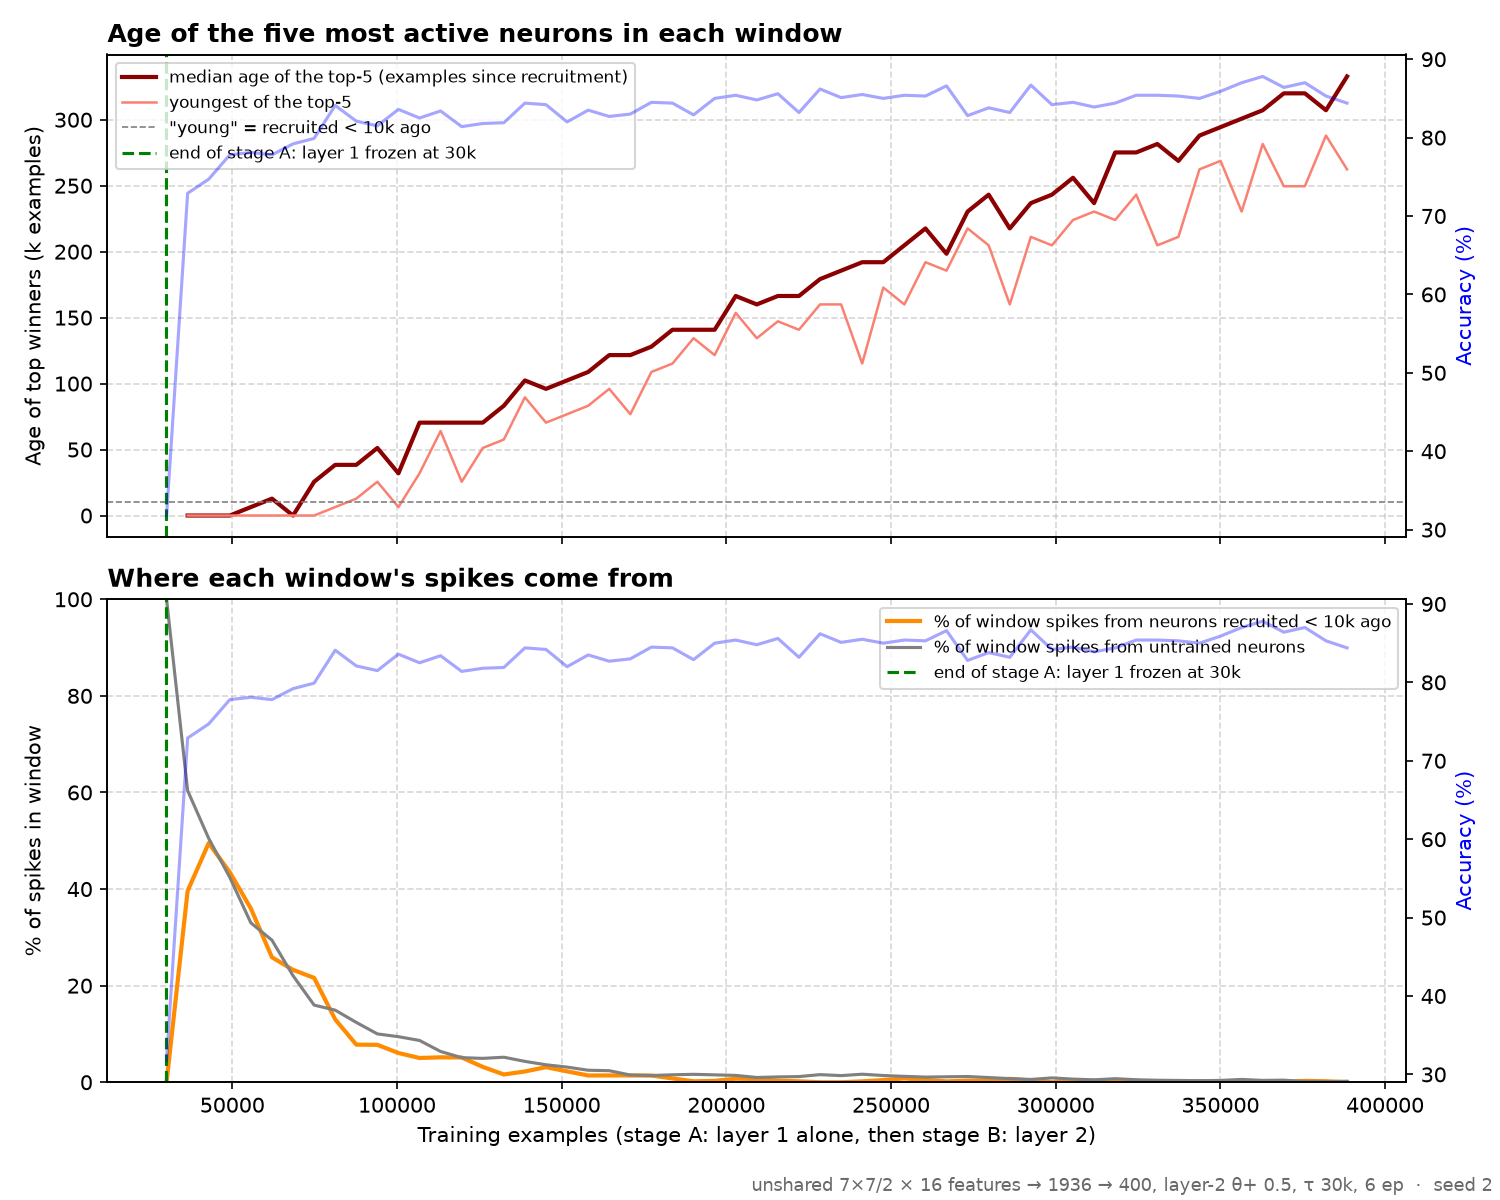 Age of the five most active neurons in each window
median age of the top-5 (examples since recruitment)
youngest of the top-5
"young" = recruited < 10k ago
end of stage A: layer 1 frozen at 30k
Age of top winners (k examples)
300
250
200
150
100
50
0
90
80
70
60
50
40
30
Accuracy (%)
Where each window's spikes come from
% of window spikes from neurons recruited < 10k ago
% of window spikes from untrained neurons
end of stage A: layer 1 frozen at 30k
% of spikes in window
100
80
60
40
20
0
90
80
70
60
50
40
30
Accuracy (%)
50000 100000 150000 200000 250000 300000 350000 400000
Training examples (stage A: layer 1 alone, then stage B: layer 2)
unshared 7×7/2 × 16 features → 1936 → 400, layer-2 θ+ 0.5, τ 30k, 6 ep · seed 2